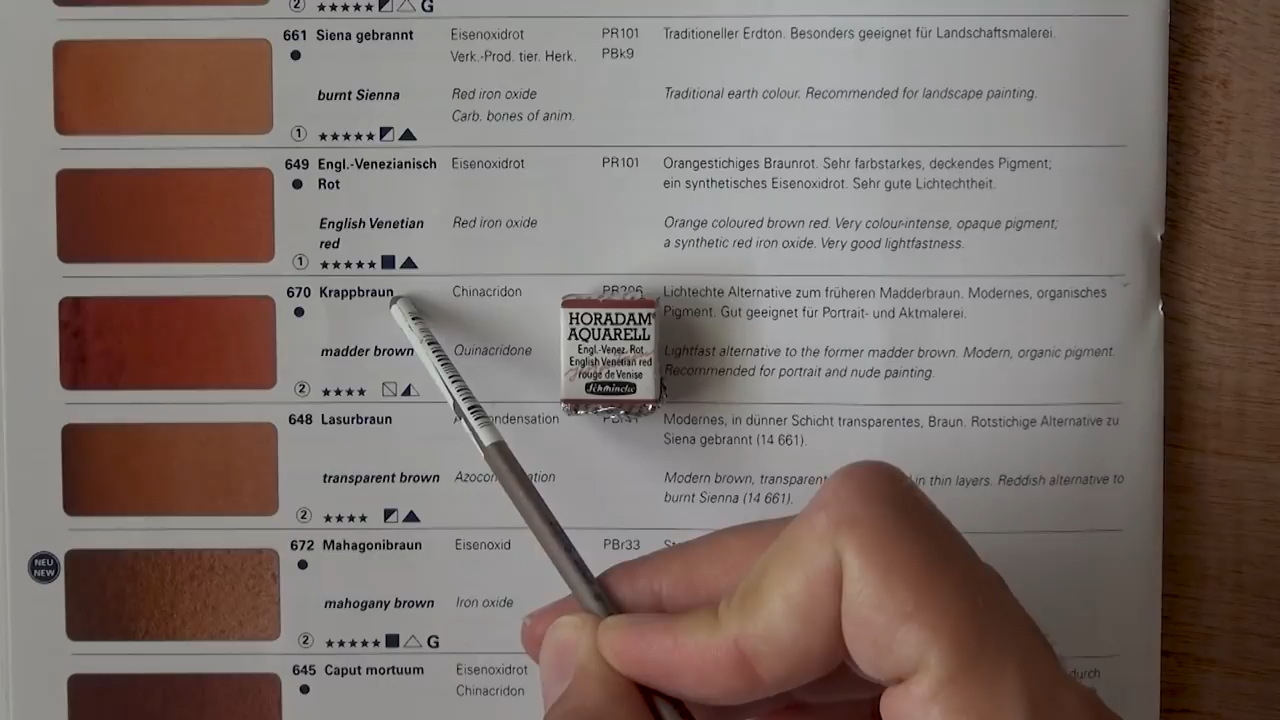 ② ★★★★★ G
661 Siena gebrannt Eisenoxidrot PR101 Traditioneller Erdton. Besonders geeignet für Landschaftsmalerei.
Verk.-Prod. tier. Herk. PBk9
burnt Sienna Red iron oxide Traditional earth colour. Recommended for landscape painting.
Carb. bones of anim.
① ★★★★★
649 Engl.-Venezianisch Eisenoxidrot PR101 Orangestichiges Braunrot. Sehr farbstarkes, deckendes Pigment;
Rot ein synthetisches Eisenoxidrot. Sehr gute Lichtechtheit.
English Venetian Red iron oxide Orange coloured brown red. Very colour-intense, opaque pigment;
red a synthetic red iron oxide. Very good lightfastness.
① ★★★★★
670 Krappbraun Chinacridon PR206 Lichtechte Alternative zum früheren Madderbraun. Modernes, organisches
Pigment. Gut geeignet für Portrait- und Aktmalerei.
madder brown Quinacridone Lightfast alternative to the former madder brown. Modern, organic pigment.
Recommended for portrait and nude painting.
② ★★★★
HORADAM®
AQUARELL
Engl.-Venez. Rot
English Venetian red
rouge de Venise
Schmincke
648 Lasurbraun Modernes, in dünner Schicht transparentes, Braun. Rotstichige Alternative zu
Siena gebrannt (14 661).
transparent brown Modern brown, transparent in thin layers. Reddish alternative to
burnt Sienna (14 661).
② ★★★★
NEU
NEW
672 Mahagonibraun Eisenoxid PBr33
mahogany brown Iron oxide
② ★★★★★ G
645 Caput mortuum Eisenoxidrot durch
Chinacridon